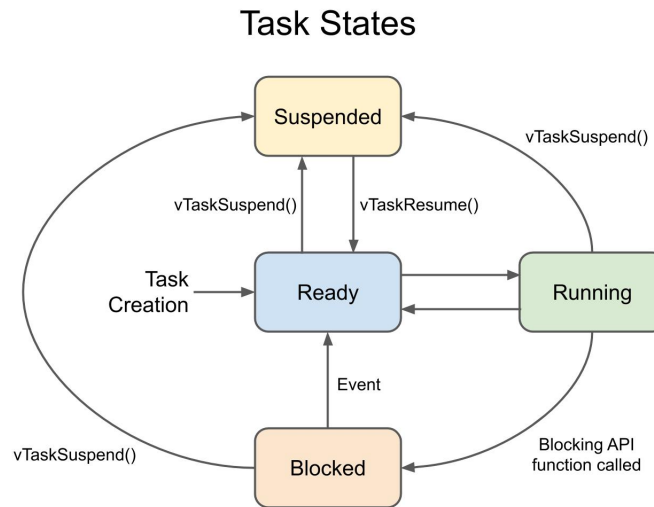 Task States
Suspended
vTaskSuspend()
vTaskSuspend()
vTaskResume()
Task
Creation
Ready
Running
Event
vTaskSuspend()
Blocked
Blocking API
function called